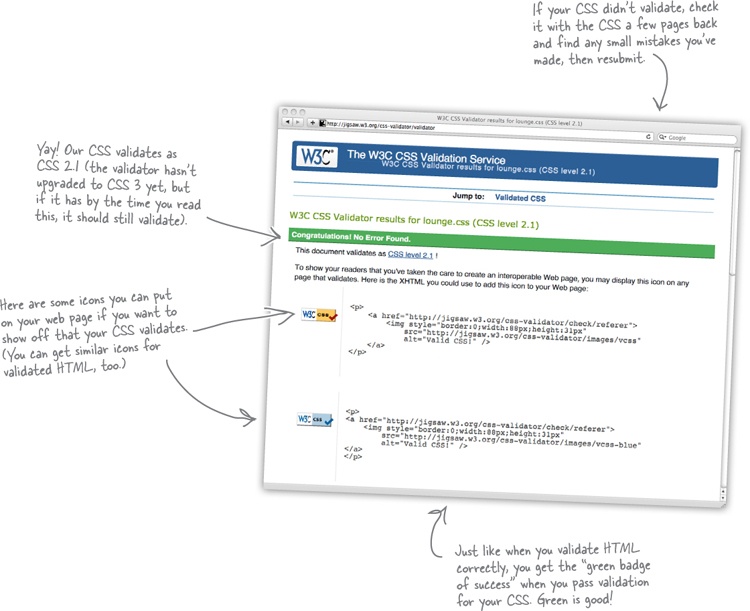 If your CSS didn't validate, check
it with the CSS a few pages back
and find any small mistakes you've
made, then resubmit.
W3C CSS Validator results for lounge.css (CSS level 2.1)
http://jigsaw.w3.org/css-validator/validator
Google
Yay! Our CSS validates as
CSS 2.1 (the validator hasn't
upgraded to CSS 3 yet, but
if it has by the time you read
this, it should still validate).
W3C
The W3C CSS Validation Service
W3C CSS Validator results for lounge.css (CSS level 2.1)
Jump to: Validated CSS
W3C CSS Validator results for lounge.css (CSS level 2.1)
Congratulations! No Error Found.
This document validates as CSS level 2.1 !
To show your readers that you've taken the care to create an interoperable Web page, you may display this icon on any
page that validates. Here is the XHTML you could use to add this icon to your Web page:
Here are some icons you can put
on your web page if you want to
show off that your CSS validates.
(You can get similar icons for
validated HTML, too.)
W3C CSS
<p>
<a href="http://jigsaw.w3.org/css-validator/check/referer">
<img style="border:0;width:88px;height:31px"
src="http://jigsaw.w3.org/css-validator/images/vcss"
alt="Valid CSS!" />
</a>
</p>
W3C CSS
<p>
<a href="http://jigsaw.w3.org/css-validator/check/referer">
<img style="border:0;width:88px;height:31px"
src="http://jigsaw.w3.org/css-validator/images/vcss-blue"
alt="Valid CSS!" />
</a>
</p>
Just like when you validate HTML
correctly, you get the "green badge
of success" when you pass validation
for your CSS. Green is good!